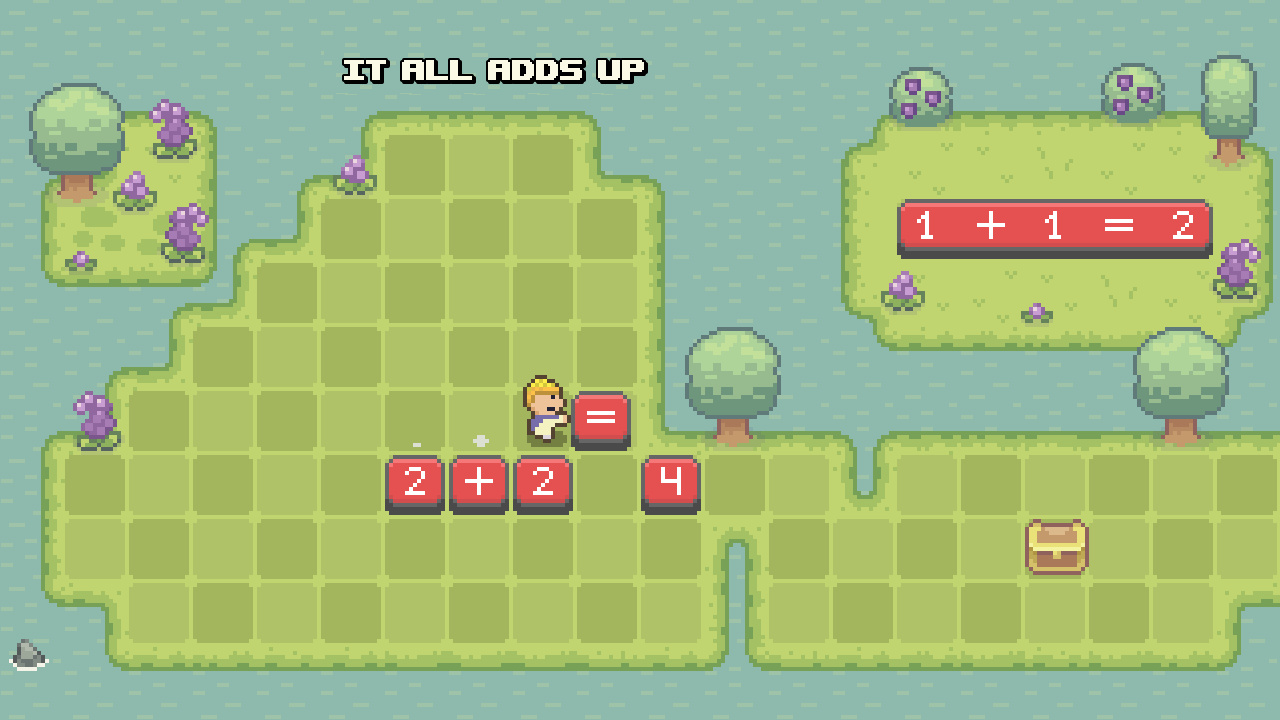 IT ALL ADDS UP
1 + 1 = 2
=
2 + 2 4